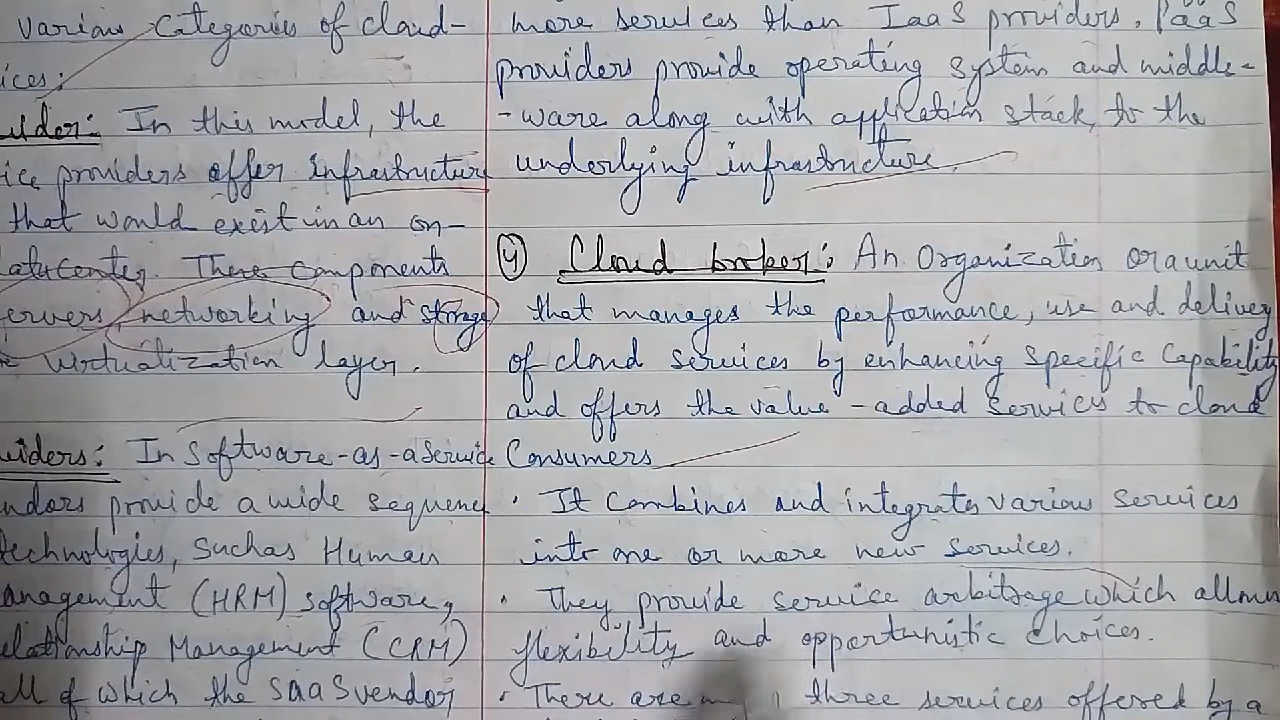 various categories of cloud-
ices:
ider: In this model, the
ice providers offer infrastructure
that would exist in an on-
atacenter. These components
ervers, networking and storage
virtualization layer.
viders: In Software-as-a Service
ndors provide a wide sequence
technologies, such as Human
anagement (HRM) software,
elationship Management (CRM)
all of which the SaaS vendor
more services than IaaS providers. PaaS
providers provide operating system and middle-
-ware along with application stack, to the
underlying infrastructure.
(4) Cloud broker: An Organization or a unit
that manages the performance, use and delivery
of cloud services by enhancing specific capability
and offers the value-added services to cloud
Consumers
• It combines and integrates various services
into one or more new services.
• They provide service arbitrage which allows
flexibility and opportunistic choices.
• There are three services offered by a